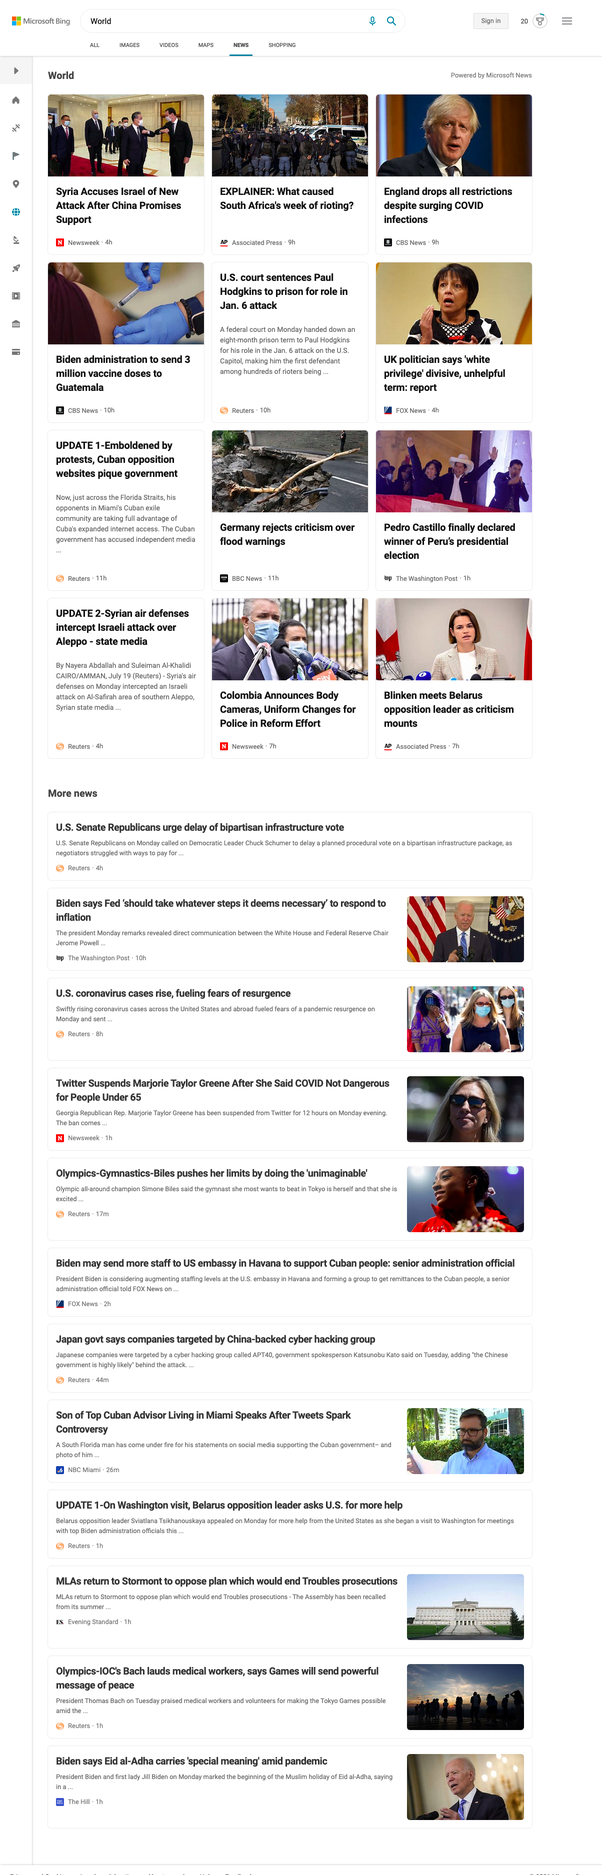 Microsoft Bing
World
Sign in
20
ALL
IMAGES
VIDEOS
MAPS
NEWS
SHOPPING
World
Powered by Microsoft News
Syria Accuses Israel of New
Attack After China Promises
Support
Newsweek · 4h
EXPLAINER: What caused
South Africa's week of rioting?
AP
Associated Press · 9h
England drops all restrictions
despite surging COVID
infections
CBS News · 9h
Biden administration to send 3
million vaccine doses to
Guatemala
CBS News · 10h
U.S. court sentences Paul
Hodgkins to prison for role in
Jan. 6 attack
A federal court on Monday handed down an
eight-month prison term to Paul Hodgkins
for his role in the Jan. 6 attack on the U.S.
Capitol, making him the first defendant
among hundreds of rioters being ...
Reuters · 10h
UK politician says 'white
privilege' divisive, unhelpful
term: report
FOX News · 4h
UPDATE 1-Emboldened by
protests, Cuban opposition
websites pique government
Now, just across the Florida Straits, his
opponents in Miami's Cuban exile
community are taking full advantage of
Cuba's expanded internet access. The Cuban
government has accused independent media
...
Reuters · 11h
Germany rejects criticism over
flood warnings
BBC News · 11h
Pedro Castillo finally declared
winner of Peru's presidential
election
The Washington Post · 1h
UPDATE 2-Syrian air defenses
intercept Israeli attack over
Aleppo - state media
By Nayera Abdallah and Suleiman Al-Khalidi
CAIRO/AMMAN, July 19 (Reuters) - Syria's air
defenses on Monday intercepted an Israeli
attack on Al-Safirah area of southern Aleppo,
Syrian state media ...
Reuters · 4h
Colombia Announces Body
Cameras, Uniform Changes for
Police in Reform Effort
Newsweek · 7h
Blinken meets Belarus
opposition leader as criticism
mounts
AP
Associated Press · 7h
More news
U.S. Senate Republicans urge delay of bipartisan infrastructure vote
U.S. Senate Republicans on Monday called on Democratic Leader Chuck Schumer to delay a planned procedural vote on a bipartisan infrastructure package, as
negotiators struggled with ways to pay for ...
Reuters · 4h
Biden says Fed 'should take whatever steps it deems necessary' to respond to
inflation
The president Monday remarks revealed direct communication between the White House and Federal Reserve Chair
Jerome Powell ...
The Washington Post · 10h
U.S. coronavirus cases rise, fueling fears of resurgence
Swiftly rising coronavirus cases across the United States and abroad fueled fears of a pandemic resurgence on
Monday and sent ...
Reuters · 8h
Twitter Suspends Marjorie Taylor Greene After She Said COVID Not Dangerous
for People Under 65
Georgia Republican Rep. Marjorie Taylor Greene has been suspended from Twitter for 12 hours on Monday evening.
The ban comes ...
Newsweek · 1h
Olympics-Gymnastics-Biles pushes her limits by doing the 'unimaginable'
Olympic all-around champion Simone Biles said the gymnast she most wants to beat in Tokyo is herself and that she is
excited ...
Reuters · 17m
Biden may send more staff to US embassy in Havana to support Cuban people: senior administration official
President Biden is considering augmenting staffing levels at the U.S. embassy in Havana and forming a group to get remittances to the Cuban people, a senior
administration official told FOX News on ...
FOX News · 2h
Japan govt says companies targeted by China-backed cyber hacking group
Japanese companies were targeted by a cyber hacking group called APT40, government spokesperson Katsunobu Kato said on Tuesday, adding "the Chinese
government is highly likely" behind the attack. ...
Reuters · 44m
Son of Top Cuban Advisor Living in Miami Speaks After Tweets Spark
Controversy
A South Florida man has come under fire for his statements on social media supporting the Cuban government– and
photo of him ...
NBC Miami · 26m
UPDATE 1-On Washington visit, Belarus opposition leader asks U.S. for more help
Belarus opposition leader Sviatlana Tsikhanouskaya appealed on Monday for more help from the United States as she began a visit to Washington for meetings
with top Biden administration officials this ...
Reuters · 1h
MLAs return to Stormont to oppose plan which would end Troubles prosecutions
MLAs return to Stormont to oppose plan which would end Troubles prosecutions - The Assembly has been recalled
from its summer ...
ES.
Evening Standard · 1h
Olympics-IOC's Bach lauds medical workers, says Games will send powerful
message of peace
President Thomas Bach on Tuesday praised medical workers and volunteers for making the Tokyo Games possible
amid the ...
Reuters · 1h
Biden says Eid al-Adha carries 'special meaning' amid pandemic
President Biden and first lady Jill Biden on Monday marked the beginning of the Muslim holiday of Eid al-Adha, saying
in a ...
The Hill · 1h